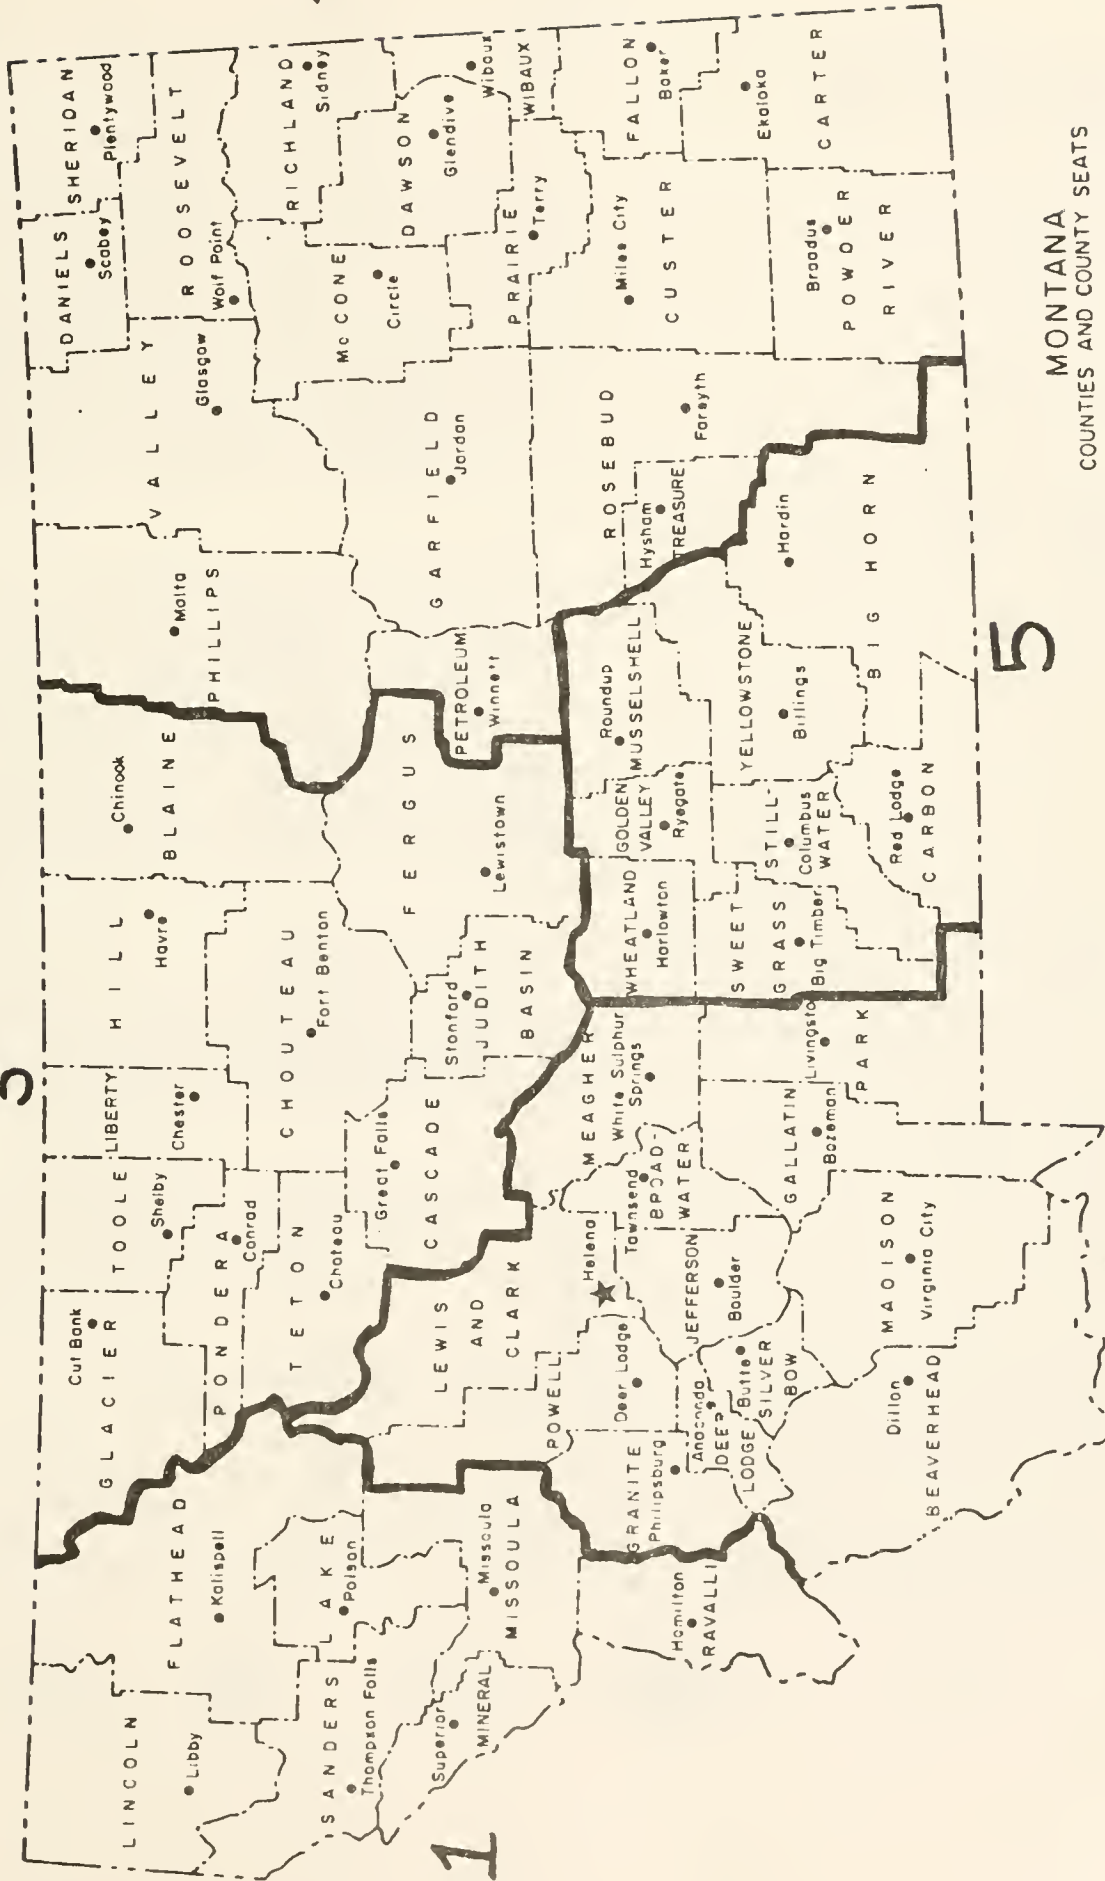 3
1
5
LINCOLN
Libby
FLATHEAD
Kalispell
GLACIER
Cut Bank
TOOLE
Shelby
LIBERTY
Chester
HILL
Havre
BLAINE
Chinook
PHILLIPS
Malta
VALLEY
Glasgow
DANIELS
Scobey
SHERIDAN
Plentywood
ROOSEVELT
Wolf Point
SANDERS
Thompson Falls
LAKE
Polson
PONDERA
Conrad
TETON
Choteau
CHOUTEAU
Fort Benton
RICHLAND
Sidney
McCONE
Circle
DAWSON
Glendive
WIBAUX
Wibaux
GARFIELD
Jordan
PRAIRIE
Terry
MINERAL
Superior
MISSOULA
Missoula
POWELL
Deer Lodge
LEWIS
AND
CLARK
Helena
CASCADE
Great Falls
JUDITH
BASIN
Stanford
FERGUS
Lewistown
PETROLEUM
Winnett
ROSEBUD
Forsyth
CUSTER
Miles City
FALLON
Baker
RAVALLI
Hamilton
GRANITE
Philipsburg
DEER
LODGE
Anaconda
SILVER
BOW
Butte
JEFFERSON
Boulder
BROAD-
WATER
Townsend
MEAGHER
White Sulphur
Springs
WHEATLAND
Harlowton
GOLDEN
VALLEY
Ryegate
MUSSELSHELL
Roundup
TREASURE
Hysham
BEAVERHEAD
Dillon
MADISON
Virginia City
GALLATIN
Bozeman
PARK
Livingsto
SWEET
GRASS
Big Timber
STILL-
WATER
Columbus
CARBON
Red Lodge
YELLOWSTONE
Billings
BIG HORN
Hardin
POWDER
RIVER
Broadus
CARTER
Ekalaka
MONTANA
COUNTIES AND COUNTY SEATS